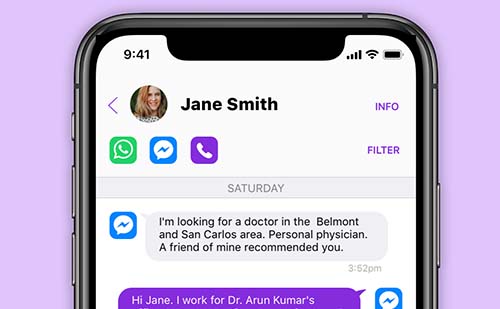 9:41
Jane Smith
INFO
FILTER
SATURDAY
I'm looking for a doctor in the Belmont
and San Carlos area. Personal physician.
A friend of mine recommended you.
3:52pm
Hi Jane. I work for Dr. Arun Kumar's